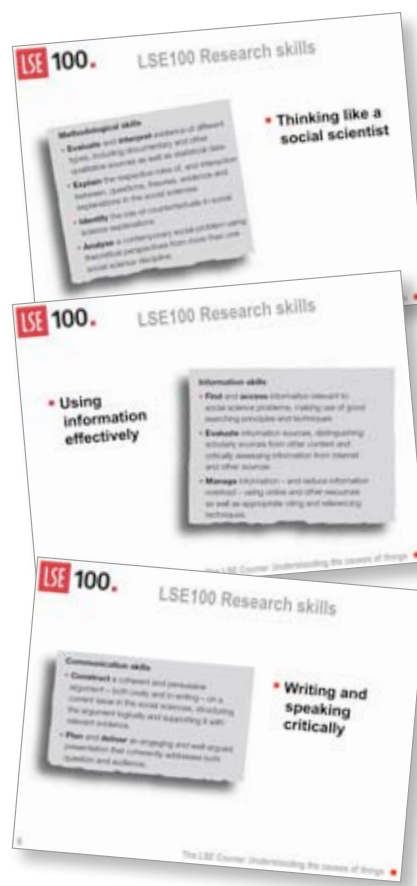 LSE 100.
LSE100 Research skills
Methodological skills
• Evaluate and interpret evidence of different
types, including documentary and other
qualitative sources as well as statistical data
• Explain the respective roles of, and interaction
between, questions, theories, evidence and
explanations in the social sciences
• Identify the role of counterfactuals in social
science explanations
• Analyse a contemporary social problem using
theoretical perspectives from more than one
social science discipline
• Thinking like a
social scientist
LSE 100.
LSE100 Research skills
• Using
information
effectively
Information skills
• Find and access information relevant to
social science problems, making use of good
searching principles and techniques
• Evaluate information sources, distinguishing
scholarly sources from other content and
critically assessing information from internet
and other sources
• Manage information – and reduce information
overload – using online and other resources
as well as appropriate citing and referencing
techniques.
The LSE Course: Understanding the causes of things
LSE 100.
LSE100 Research skills
Communication skills
• Construct a coherent and persuasive
argument – both orally and in writing – on a
current issue in the social sciences, structuring
the argument logically and supporting it with
relevant evidence.
• Plan and deliver an engaging and well-argued
presentation that coherently addresses both
question and audience.
• Writing and
speaking
critically
The LSE Course: Understanding the causes of things